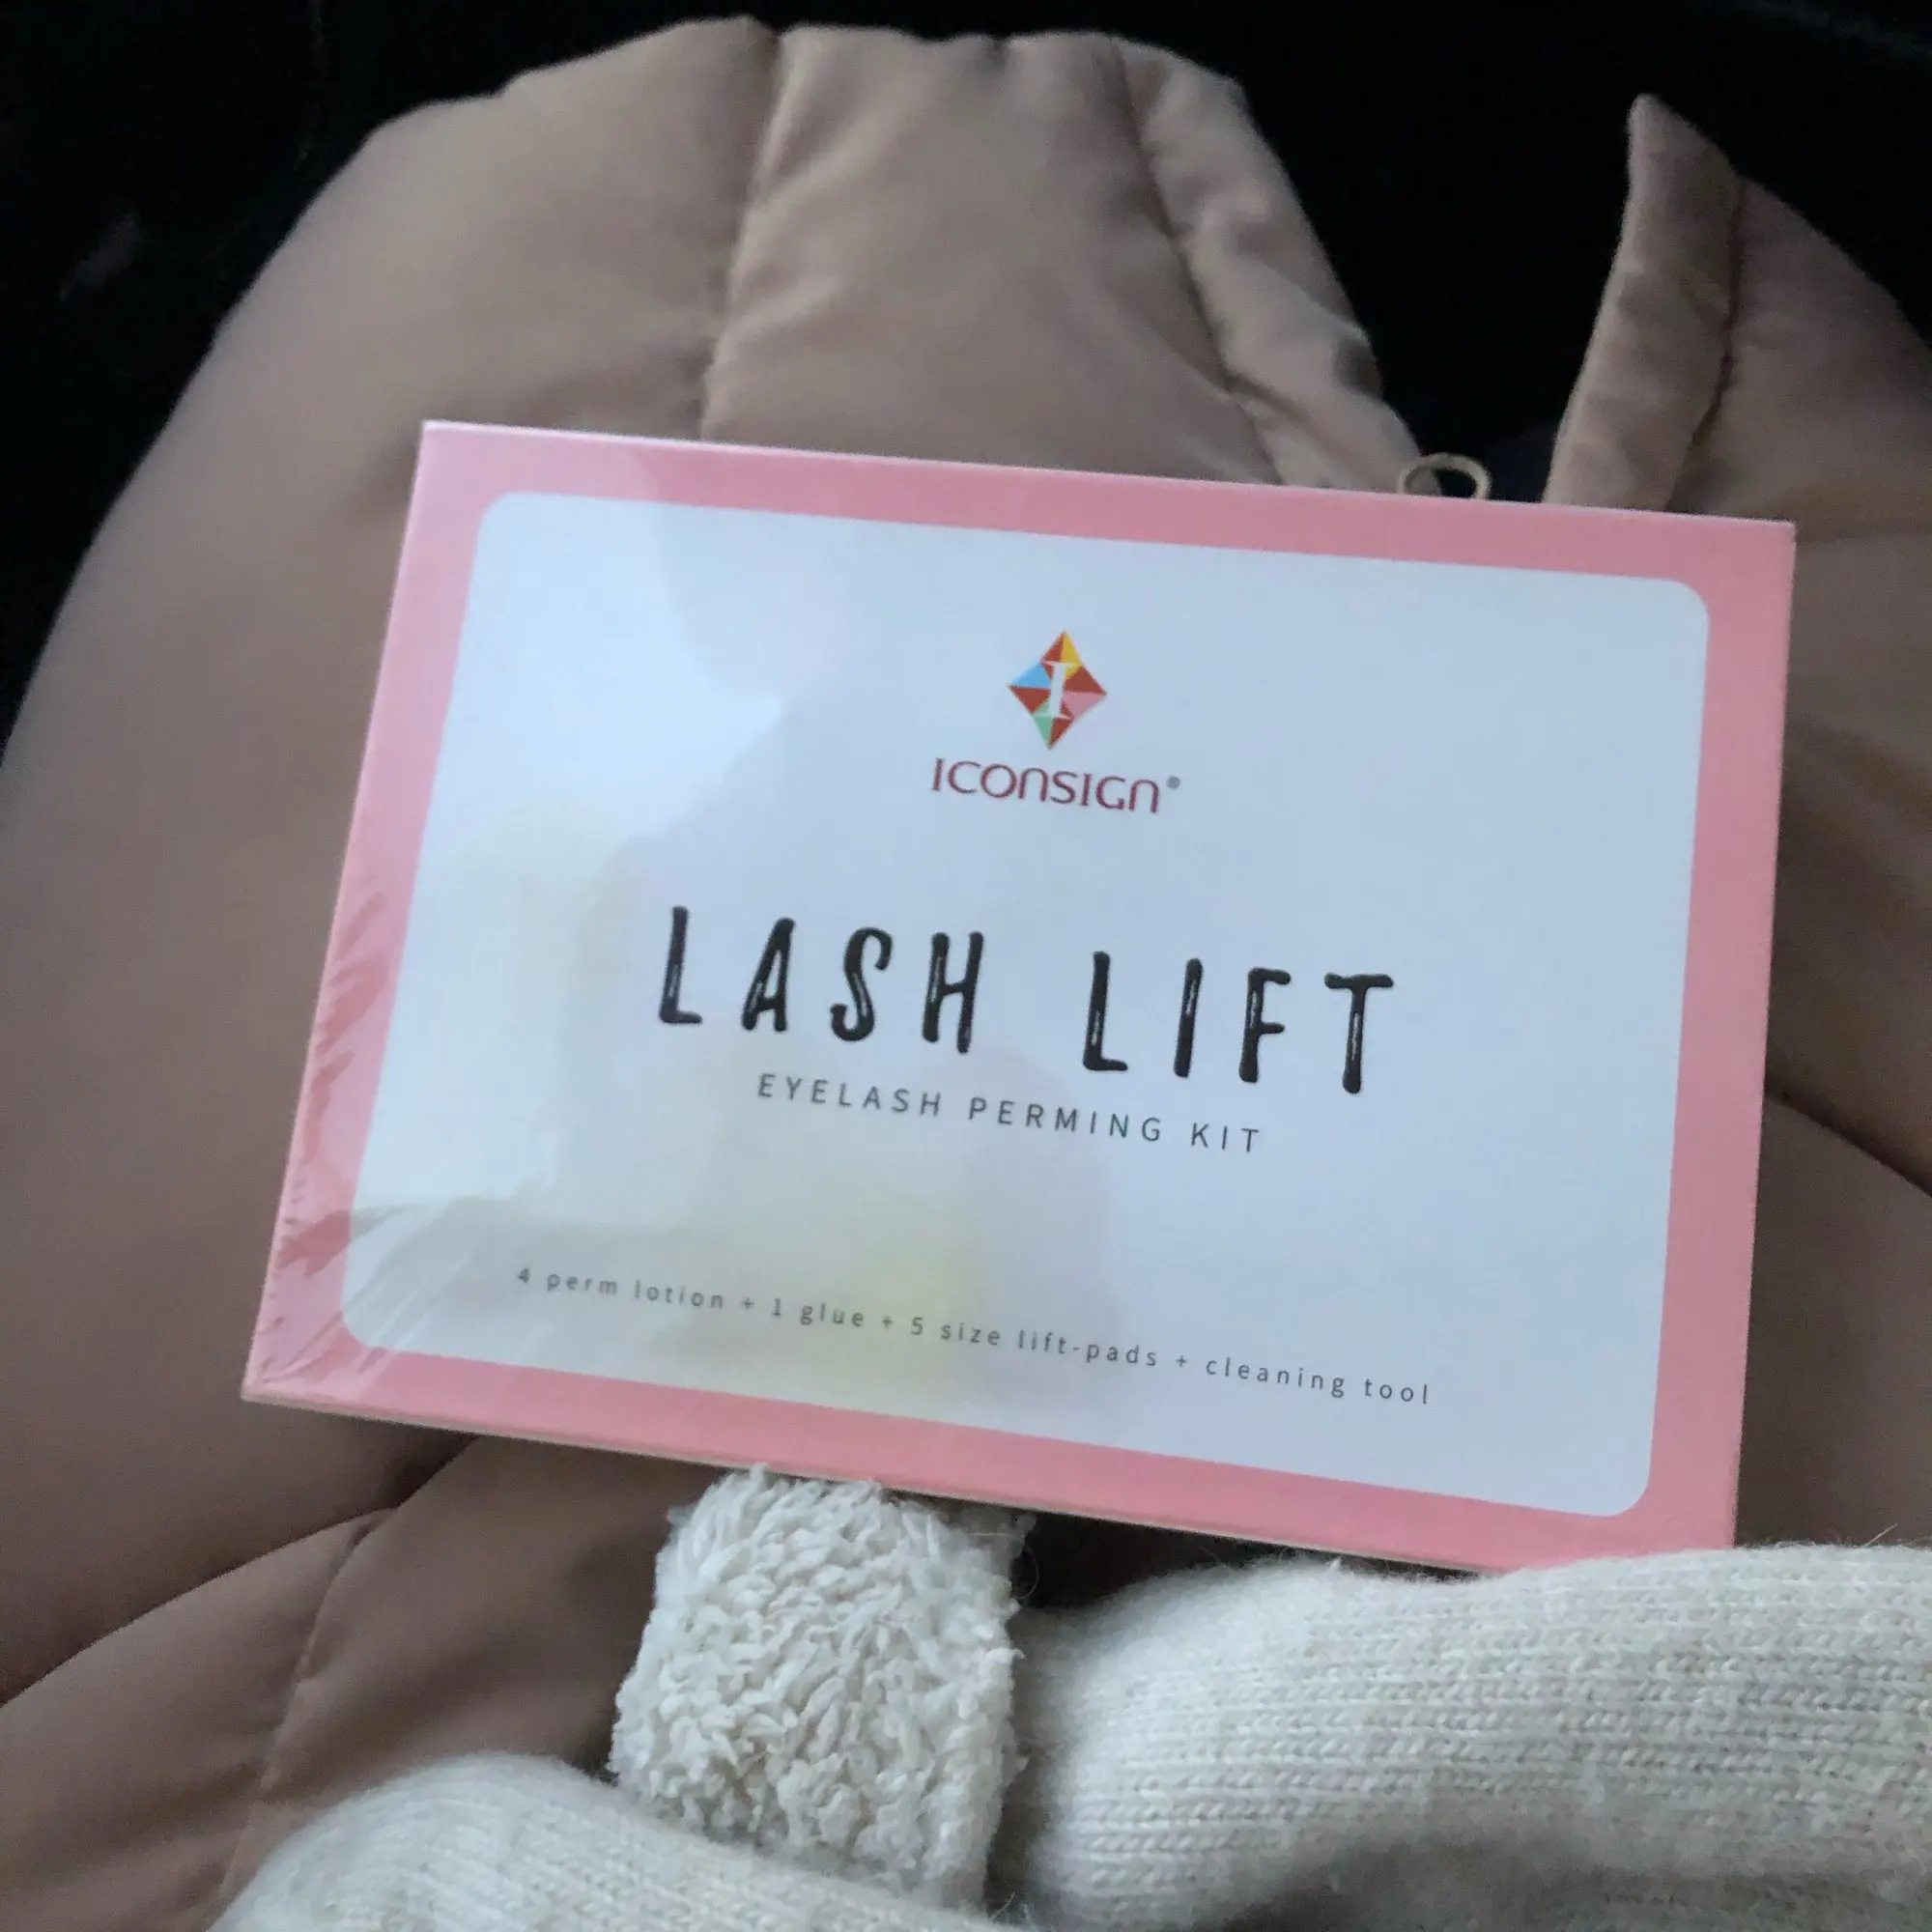 I
ICONSIGN®
LASH LIFT
EYELASH PERMING KIT
4 perm lotion + 1 glue + 5 size lift-pads + cleaning tool